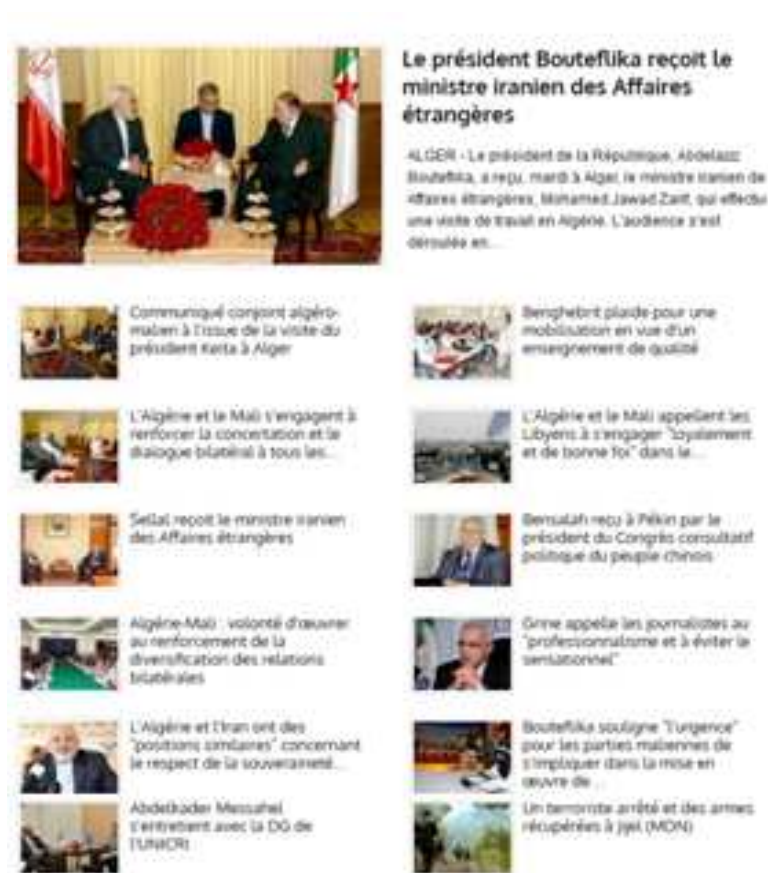 Le président Bouteflika reçoit le
ministre iranien des Affaires
étrangères
ALGER - Le président de la République, Abdelaziz
Bouteflika, a reçu, mardi à Alger, le ministre iranien des
Affaires étrangères, Mohamed Jawad Zarif, qui effectu
une visite de travail en Algérie. L'audience s'est
déroulée en...
Communiqué conjoint algéro-
malien à l'issue de la visite du
président Keita à Alger
Benghebrit plaide pour une
mobilisation en vue d'un
enseignement de qualité
L'Algérie et le Mali s'engagent à
renforcer la concertation et le
dialogue bilatéral à tous les...
L'Algérie et le Mali appellent les
Libyens à s'engager "loyalement
et de bonne foi" dans le...
Sellal reçoit le ministre iranien
des Affaires étrangères
Bensalah reçu à Pékin par le
président du Congrès consultatif
politique du peuple chinois
Algérie-Mali : volonté d'œuvrer
au renforcement de la
diversification des relations
bilatérales
Grine appelle les journalistes au
"professionnalisme et à éviter le
sensationnel"
L'Algérie et l'Iran ont des
"positions similaires" concernant
le respect de la souveraineté...
Bouteflika souligne "l'urgence"
pour les parties maliennes de
s'impliquer dans la mise en
œuvre de...
Abdelkader Messahel
s'entretient avec la DG de
l'UNICRI
Un terroriste arrêté et des armes
récupérées à Jijel (MDN)